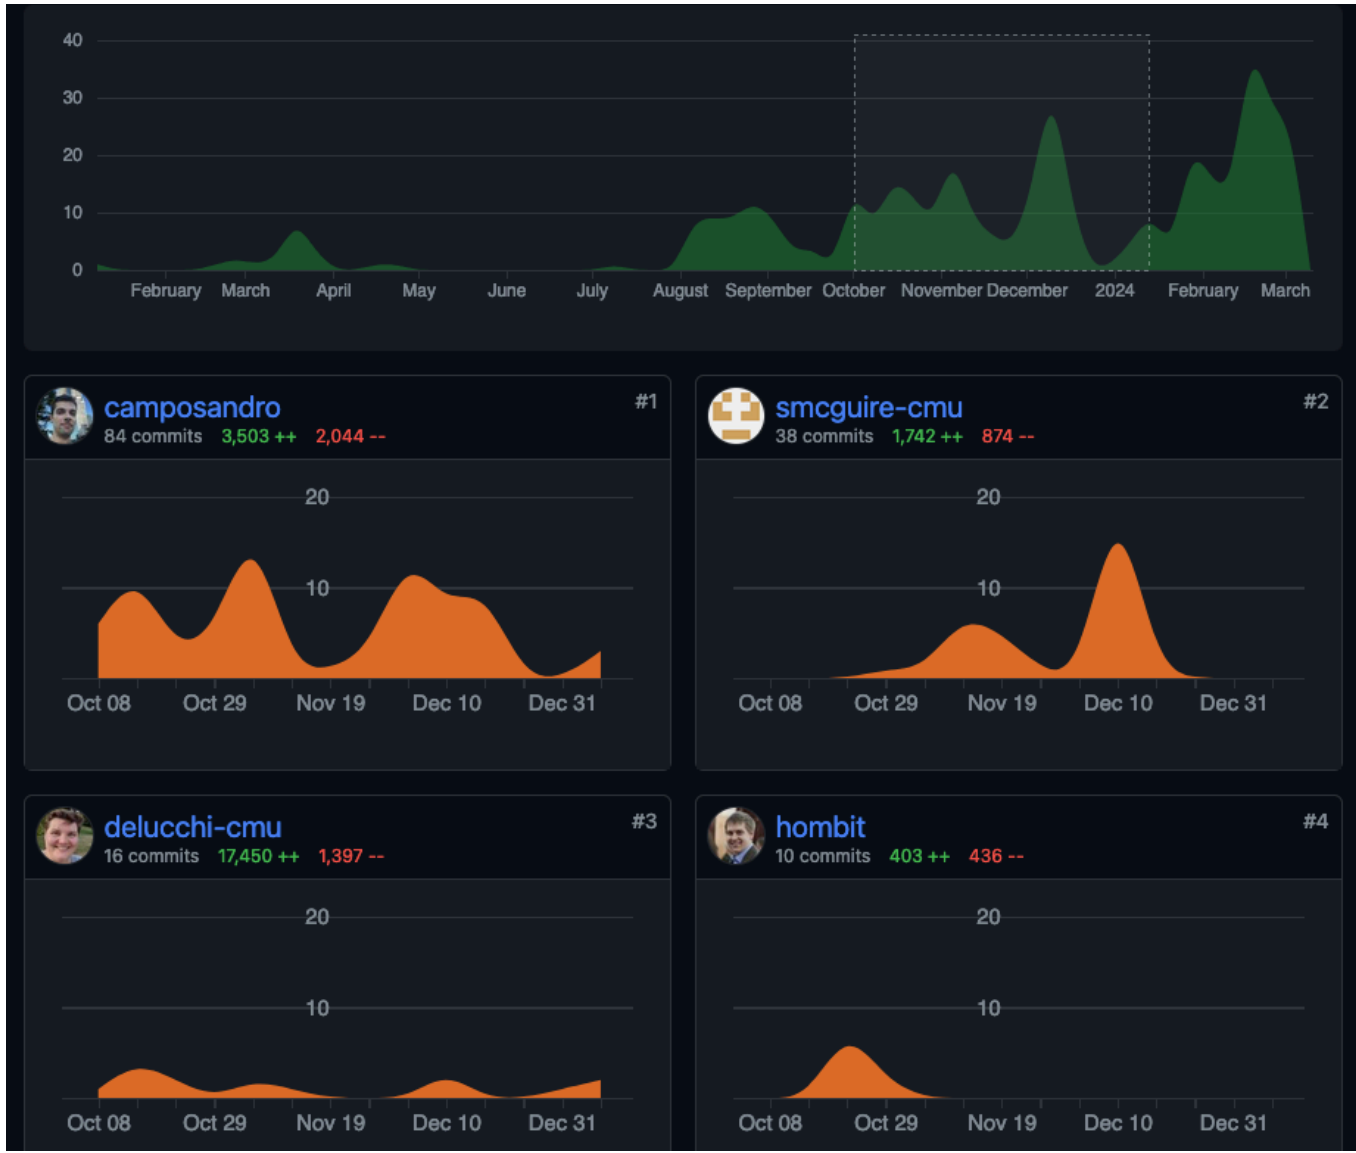 40
30
20
10
0
February March April May June July August September October November December 2024 February March
camposandro #1
84 commits 3,503 ++ 2,044 --
20
10
Oct 08 Oct 29 Nov 19 Dec 10 Dec 31
smcguire-cmu #2
38 commits 1,742 ++ 874 --
20
10
Oct 08 Oct 29 Nov 19 Dec 10 Dec 31
delucchi-cmu #3
16 commits 17,450 ++ 1,397 --
20
10
Oct 08 Oct 29 Nov 19 Dec 10 Dec 31
hombit #4
10 commits 403 ++ 436 --
20
10
Oct 08 Oct 29 Nov 19 Dec 10 Dec 31